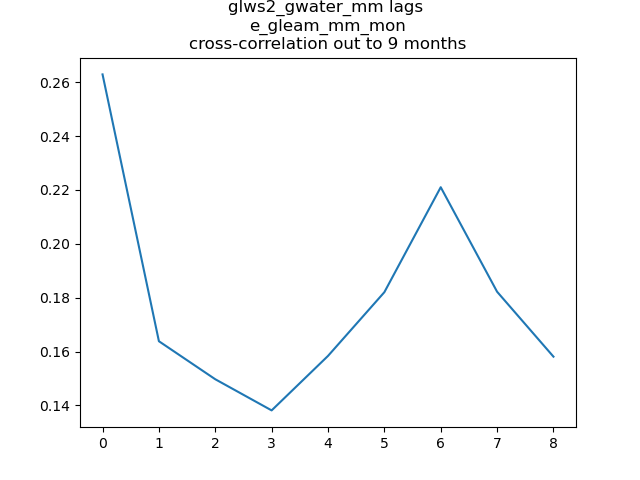 glws2_gwater_mm lags
e_gleam_mm_mon
cross-correlation out to 9 months
0.26
0.24
0.22
0.20
0.18
0.16
0.14
0 1 2 3 4 5 6 7 8